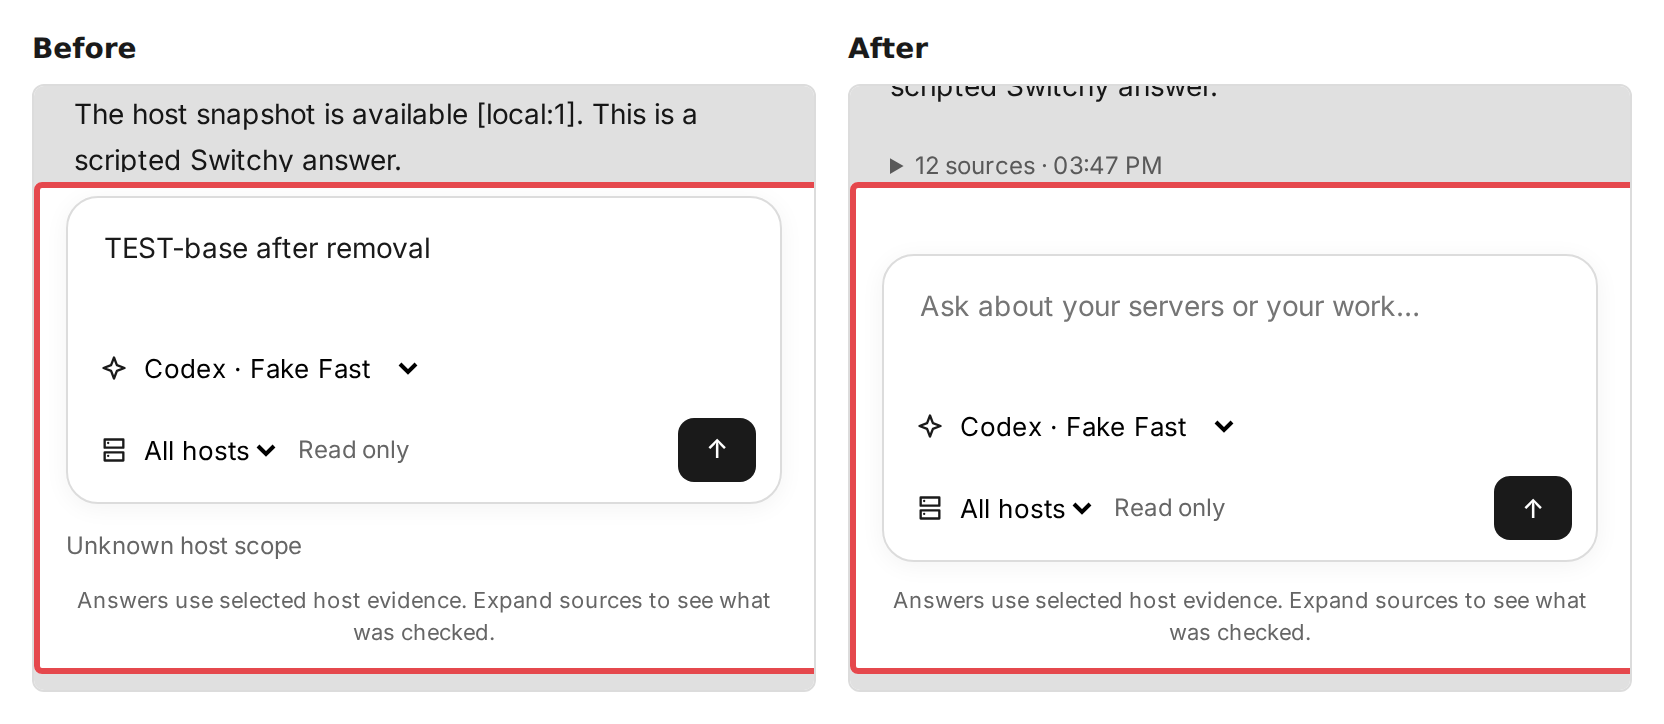 Before
The host snapshot is available [local:1]. This is a
scripted Switchy answer.
TEST-base after removal
Codex · Fake Fast
All hosts
Read only
Unknown host scope
Answers use selected host evidence. Expand sources to see what
was checked.
After
scripted Switchy answer.
12 sources · 03:47 PM
Ask about your servers or your work...
Codex · Fake Fast
All hosts
Read only
Answers use selected host evidence. Expand sources to see what
was checked.